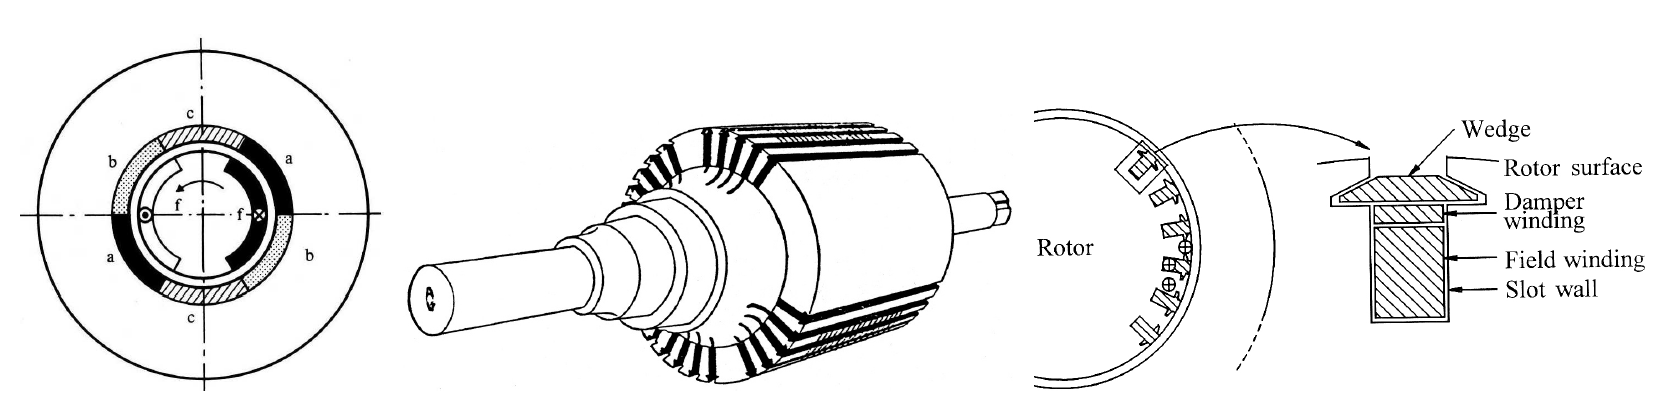 c
b
a
f
f
a
b
c
Rotor
Wedge
Rotor surface
Damper
winding
Field winding
Slot wall